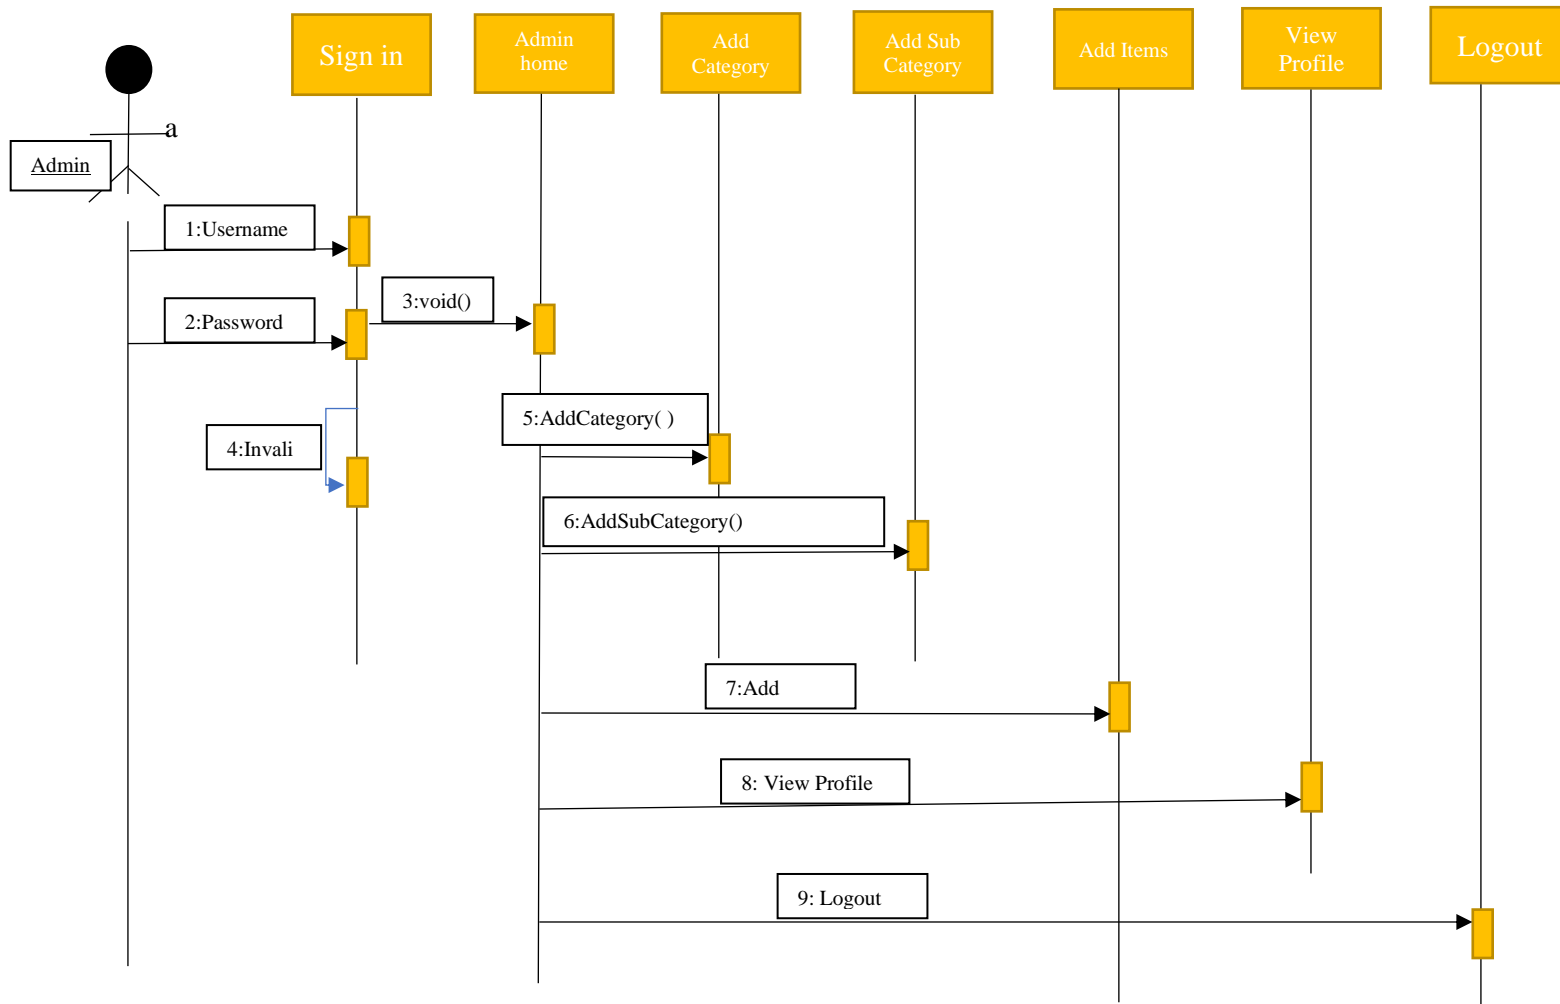 Sign in
Admin
home
Add
Category
Add Sub
Category
Add Items
View
Profile
Logout
a
Admin
1:Username
2:Password
3:void()
4:Invali
5:AddCategory( )
6:AddSubCategory()
7:Add
8: View Profile
9: Logout